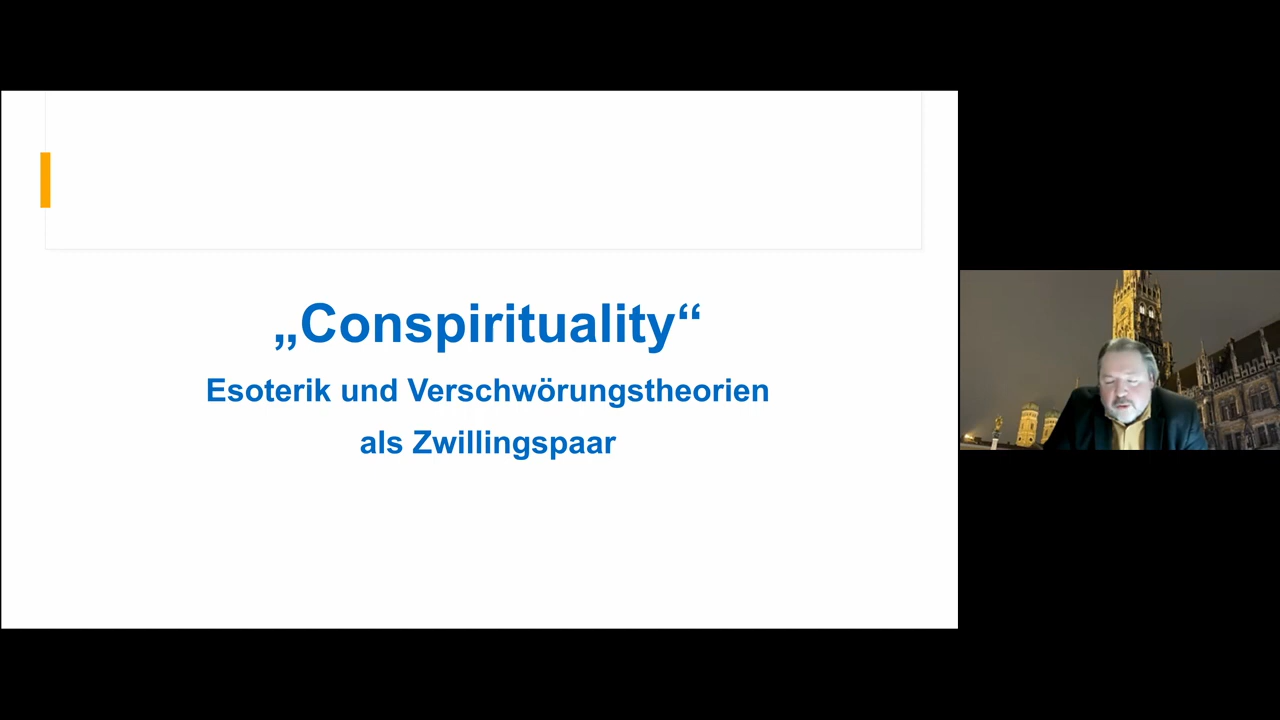 „Conspirituality“
Esoterik und Verschwörungstheorien
als Zwillingspaar